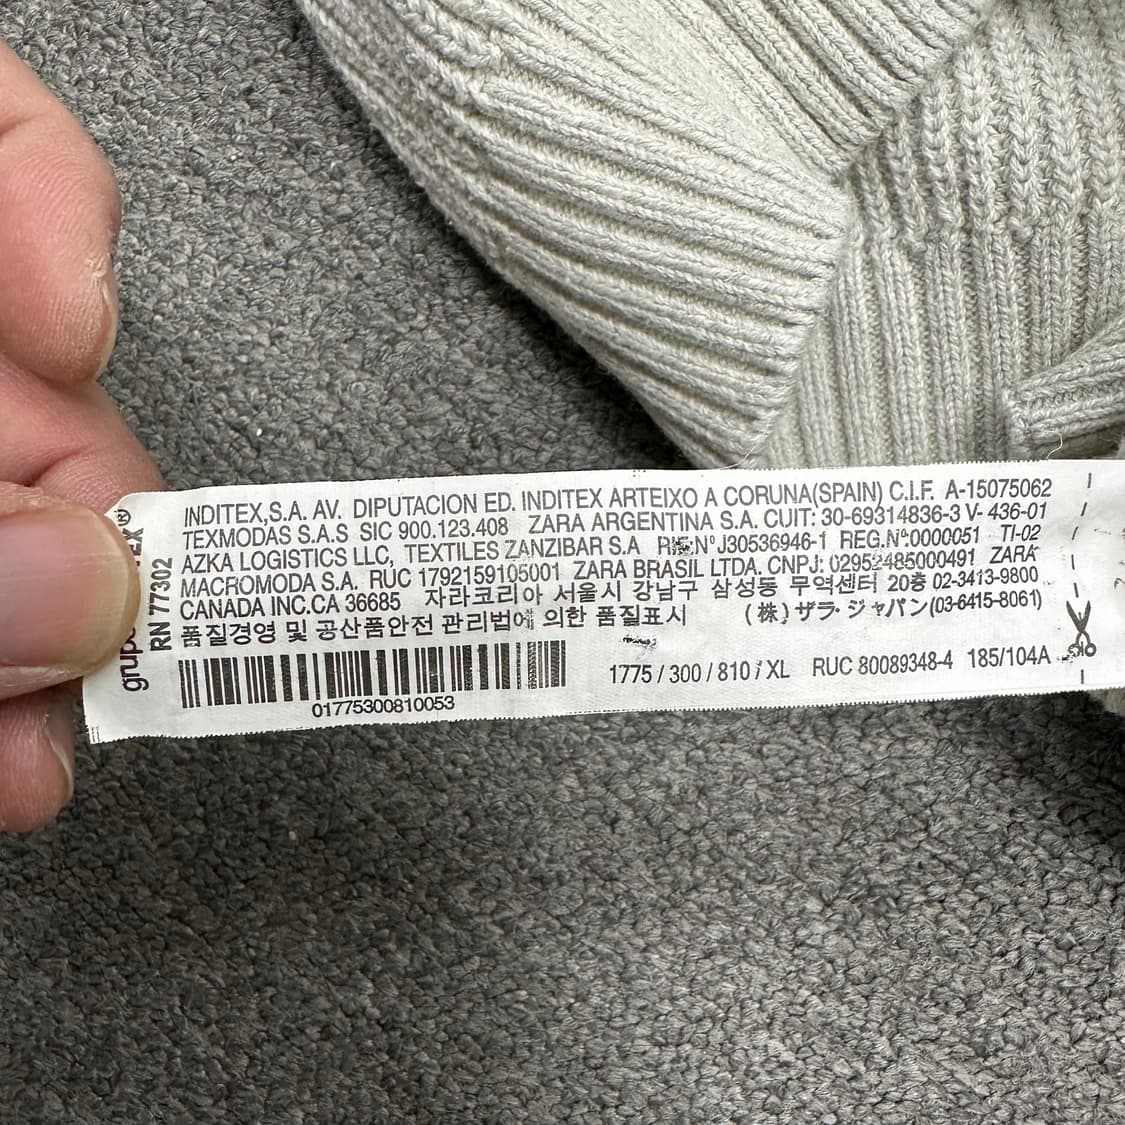 INDITEX,S.A. AV. DIPUTACION ED. INDITEX ARTEIXO A CORUNA(SPAIN) C.I.F. A-15075062
TEXMODAS S.A.S SIC 900.123.408 ZARA ARGENTINA S.A. CUIT: 30-69314836-3 V- 436-01
AZKA LOGISTICS LLC, TEXTILES ZANZIBAR S.A RIF:Nº J30536946-1 REG.Nº:0000051 TI-02
MACROMODA S.A. RUC 1792159105001 ZARA BRASIL LTDA. CNPJ: 02952485000491 ZARA
CANADA INC.CA 36685 자라코리아 서울시 강남구 삼성동 무역센터 20층 02-3413-9800
품질경영 및 공산품안전 관리법에 의한 품질표시 (株) ザラ・ジャパン(03-6415-8061)
01775300810053
1775 / 300 / 810 / XL RUC 80089348-4 185/104A
RN 77302